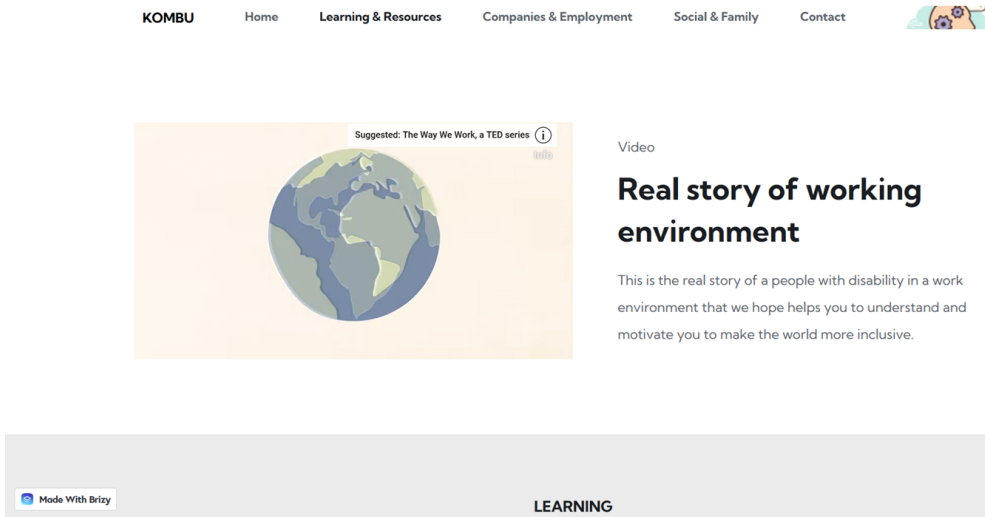 KOMBU Home Learning & Resources Companies & Employment Social & Family Contact
Suggested: The Way We Work, a TED series
Info
Video
Real story of working
environment
This is the real story of a people with disability in a work
environment that we hope helps you to understand and
motivate you to make the world more inclusive.
Made With Brizy
LEARNING